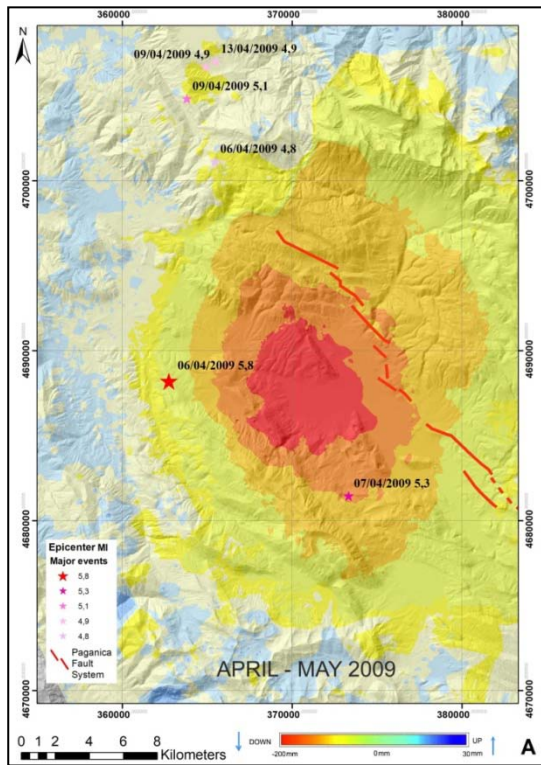 360000
370000
380000
N
13/04/2009 4,9
09/04/2009 4,9
09/04/2009 5,1
06/04/2009 4,8
4700000
4700000
4690000
4690000
06/04/2009 5,8
07/04/2009 5,3
4680000
4680000
Epicenter Ml
Major events
5,8
5,3
5,1
4,9
4,8
Paganica
Fault
System
APRIL - MAY 2009
4670000
4670000
360000
370000
380000
0 1 2 4 6 8
Kilometers
DOWN
UP
-200mm
0mm
30mm
A